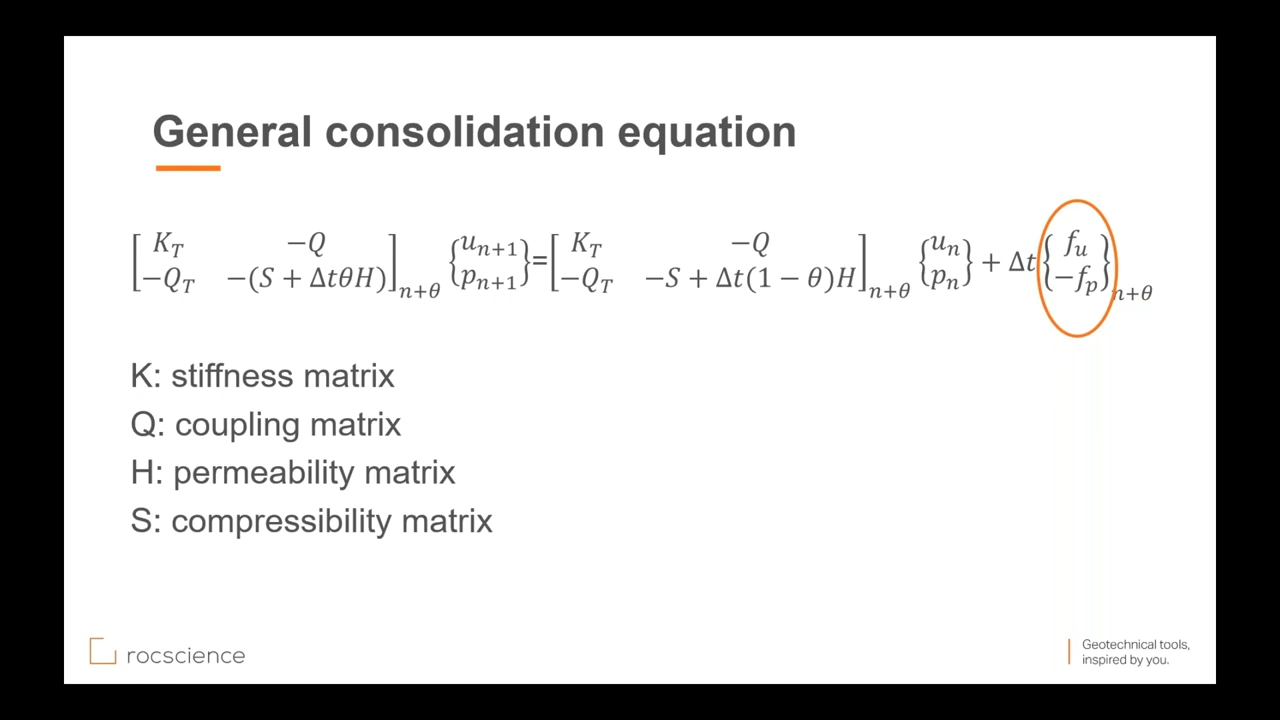 General consolidation equation
[K_T −Q; −Q_T −(S + ΔtθH)]_{n+θ} {u_{n+1}; p_{n+1}} = [K_T −Q; −Q_T −S + Δt(1 − θ)H]_{n+θ} {u_n; p_n} + Δt {f_u; −f_p}_{n+θ}
K: stiffness matrix
Q: coupling matrix
H: permeability matrix
S: compressibility matrix
rocscience
Geotechnical tools,
inspired by you.